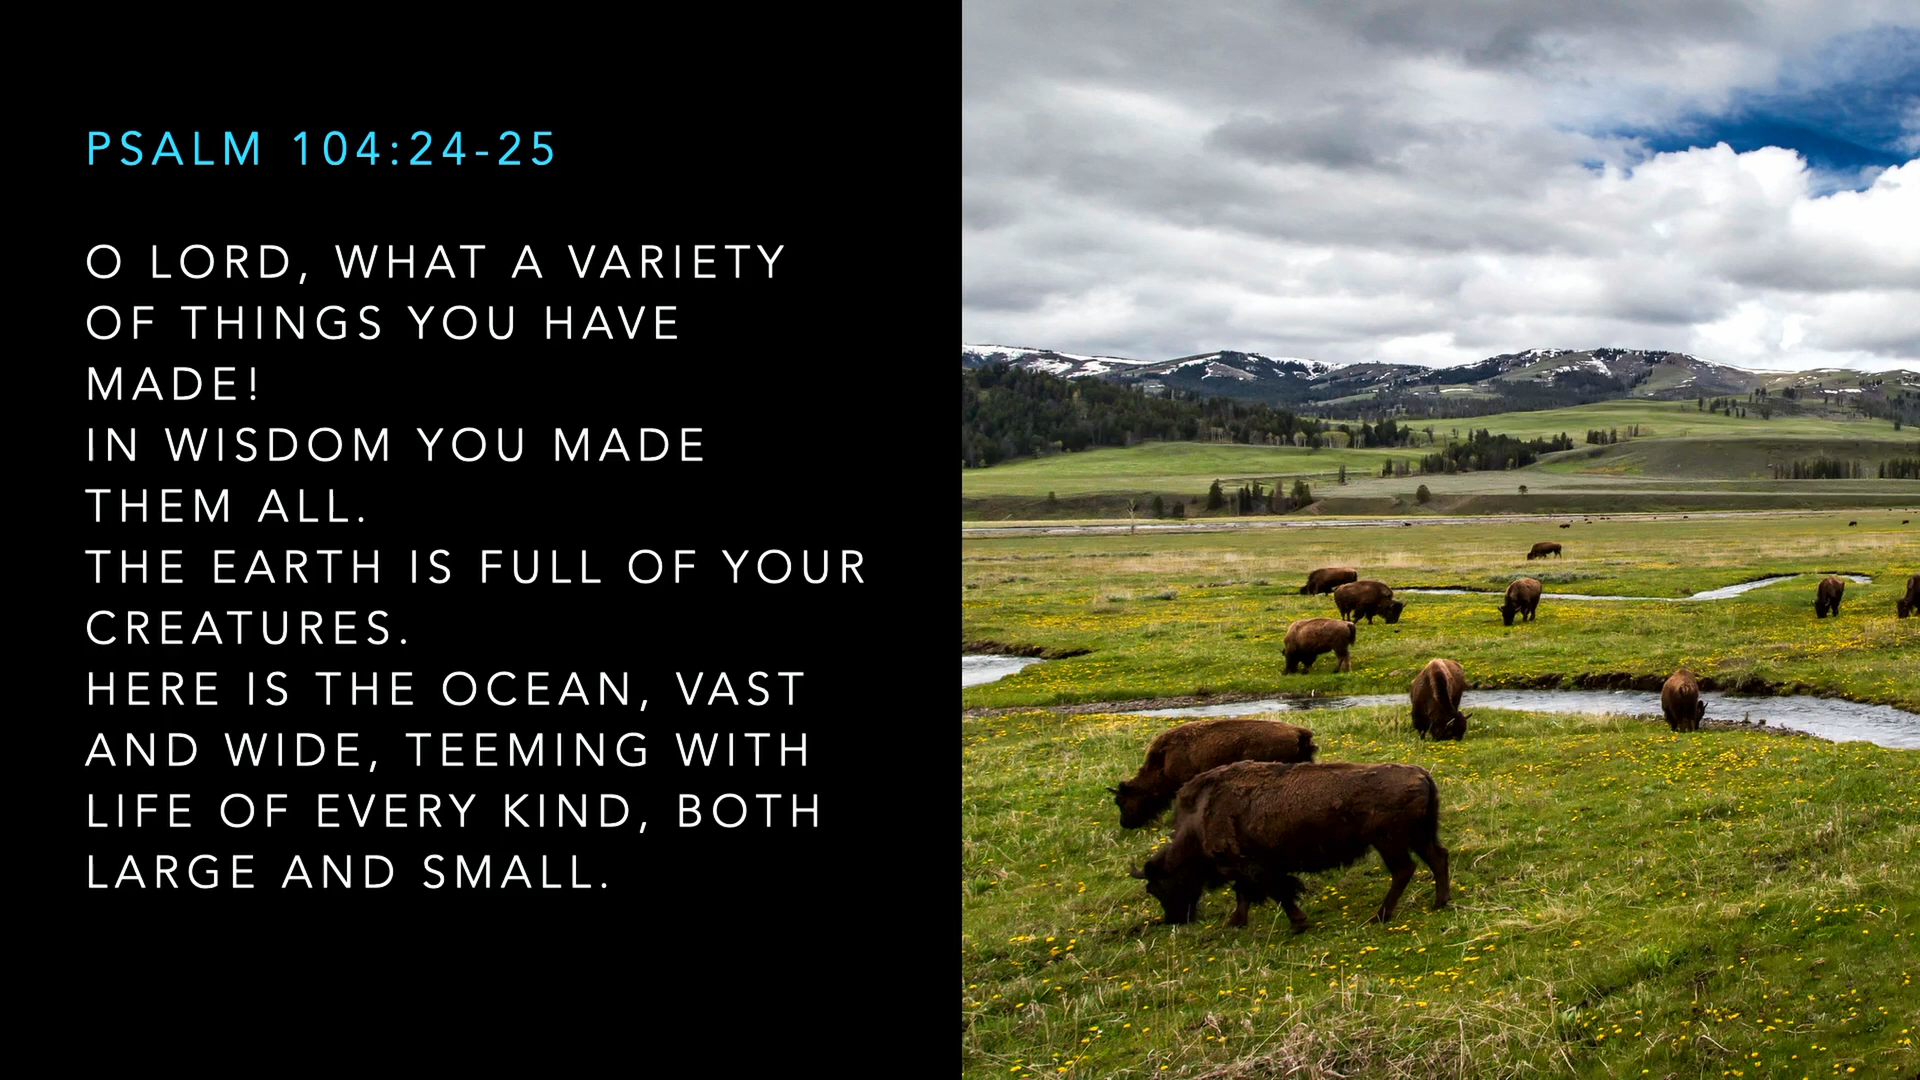 PSALM 104:24-25
O LORD, WHAT A VARIETY
OF THINGS YOU HAVE
MADE!
IN WISDOM YOU MADE
THEM ALL.
THE EARTH IS FULL OF YOUR
CREATURES.
HERE IS THE OCEAN, VAST
AND WIDE, TEEMING WITH
LIFE OF EVERY KIND, BOTH
LARGE AND SMALL.